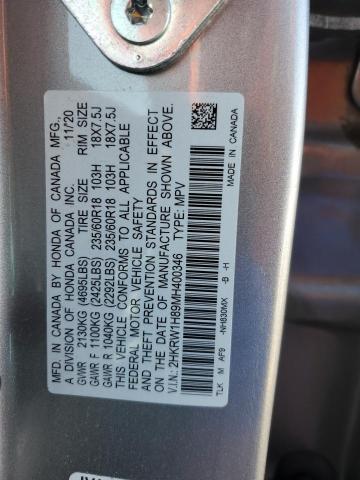 MFD. IN CANADA BY HONDA OF CANADA MFG.,
A DIVISION OF HONDA CANADA INC. 11/20
TIRE SIZE RIM SIZE
GVWR 2130KG (4695LBS)
GAWR F 1100KG (2425LBS) 235/60R18 103H 18X7.5J
GAWR R 1040KG (2292LBS) 235/60R18 103H 18X7.5J
THIS VEHICLE CONFORMS TO ALL APPLICABLE
FEDERAL MOTOR VEHICLE SAFETY
AND THEFT PREVENTION STANDARDS IN EFFECT
ON THE DATE OF MANUFACTURE SHOWN ABOVE.
V.I.N.: 2HKRW1H89MH400346 TYPE: MPV
TLK M AF9 -NH830MX -B -H
MADE IN CANADA